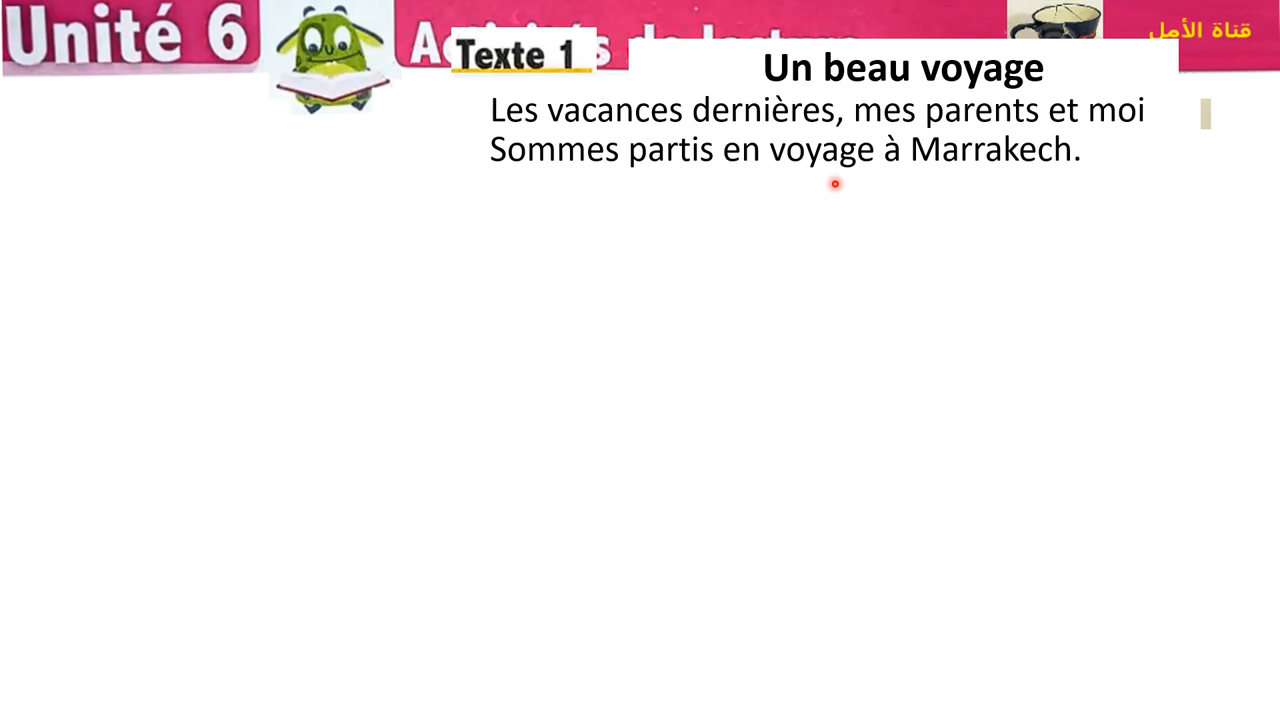 Unité 6
Texte 1
قناة الأمل
Un beau voyage
Les vacances dernières, mes parents et moi
Sommes partis en voyage à Marrakech.